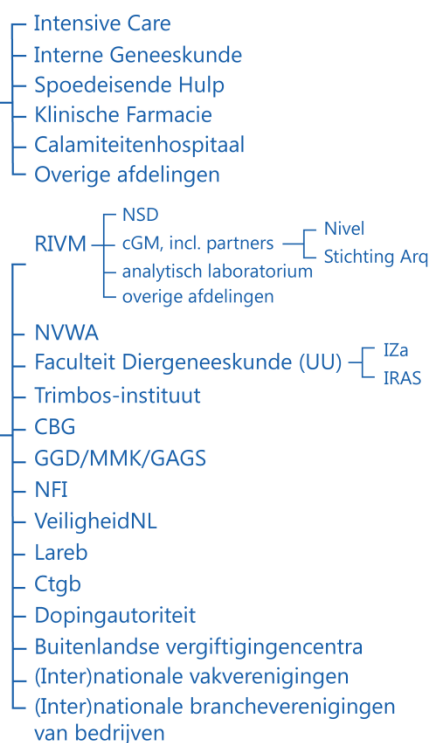 Intensive Care
Interne Geneeskunde
Spoedeisende Hulp
Klinische Farmacie
Calamiteitenhospitaal
Overige afdelingen
RIVM
NSD
cGM, incl. partners
Nivel
Stichting Arq
analytisch laboratorium
overige afdelingen
NVWA
Faculteit Diergeneeskunde (UU)
IZa
IRAS
Trimbos-instituut
CBG
GGD/MMK/GAGS
NFI
VeiligheidNL
Lareb
Ctgb
Dopingautoriteit
Buitenlandse vergiftigingencentra
(Inter)nationale vakverenigingen
(Inter)nationale brancheverenigingen
van bedrijven